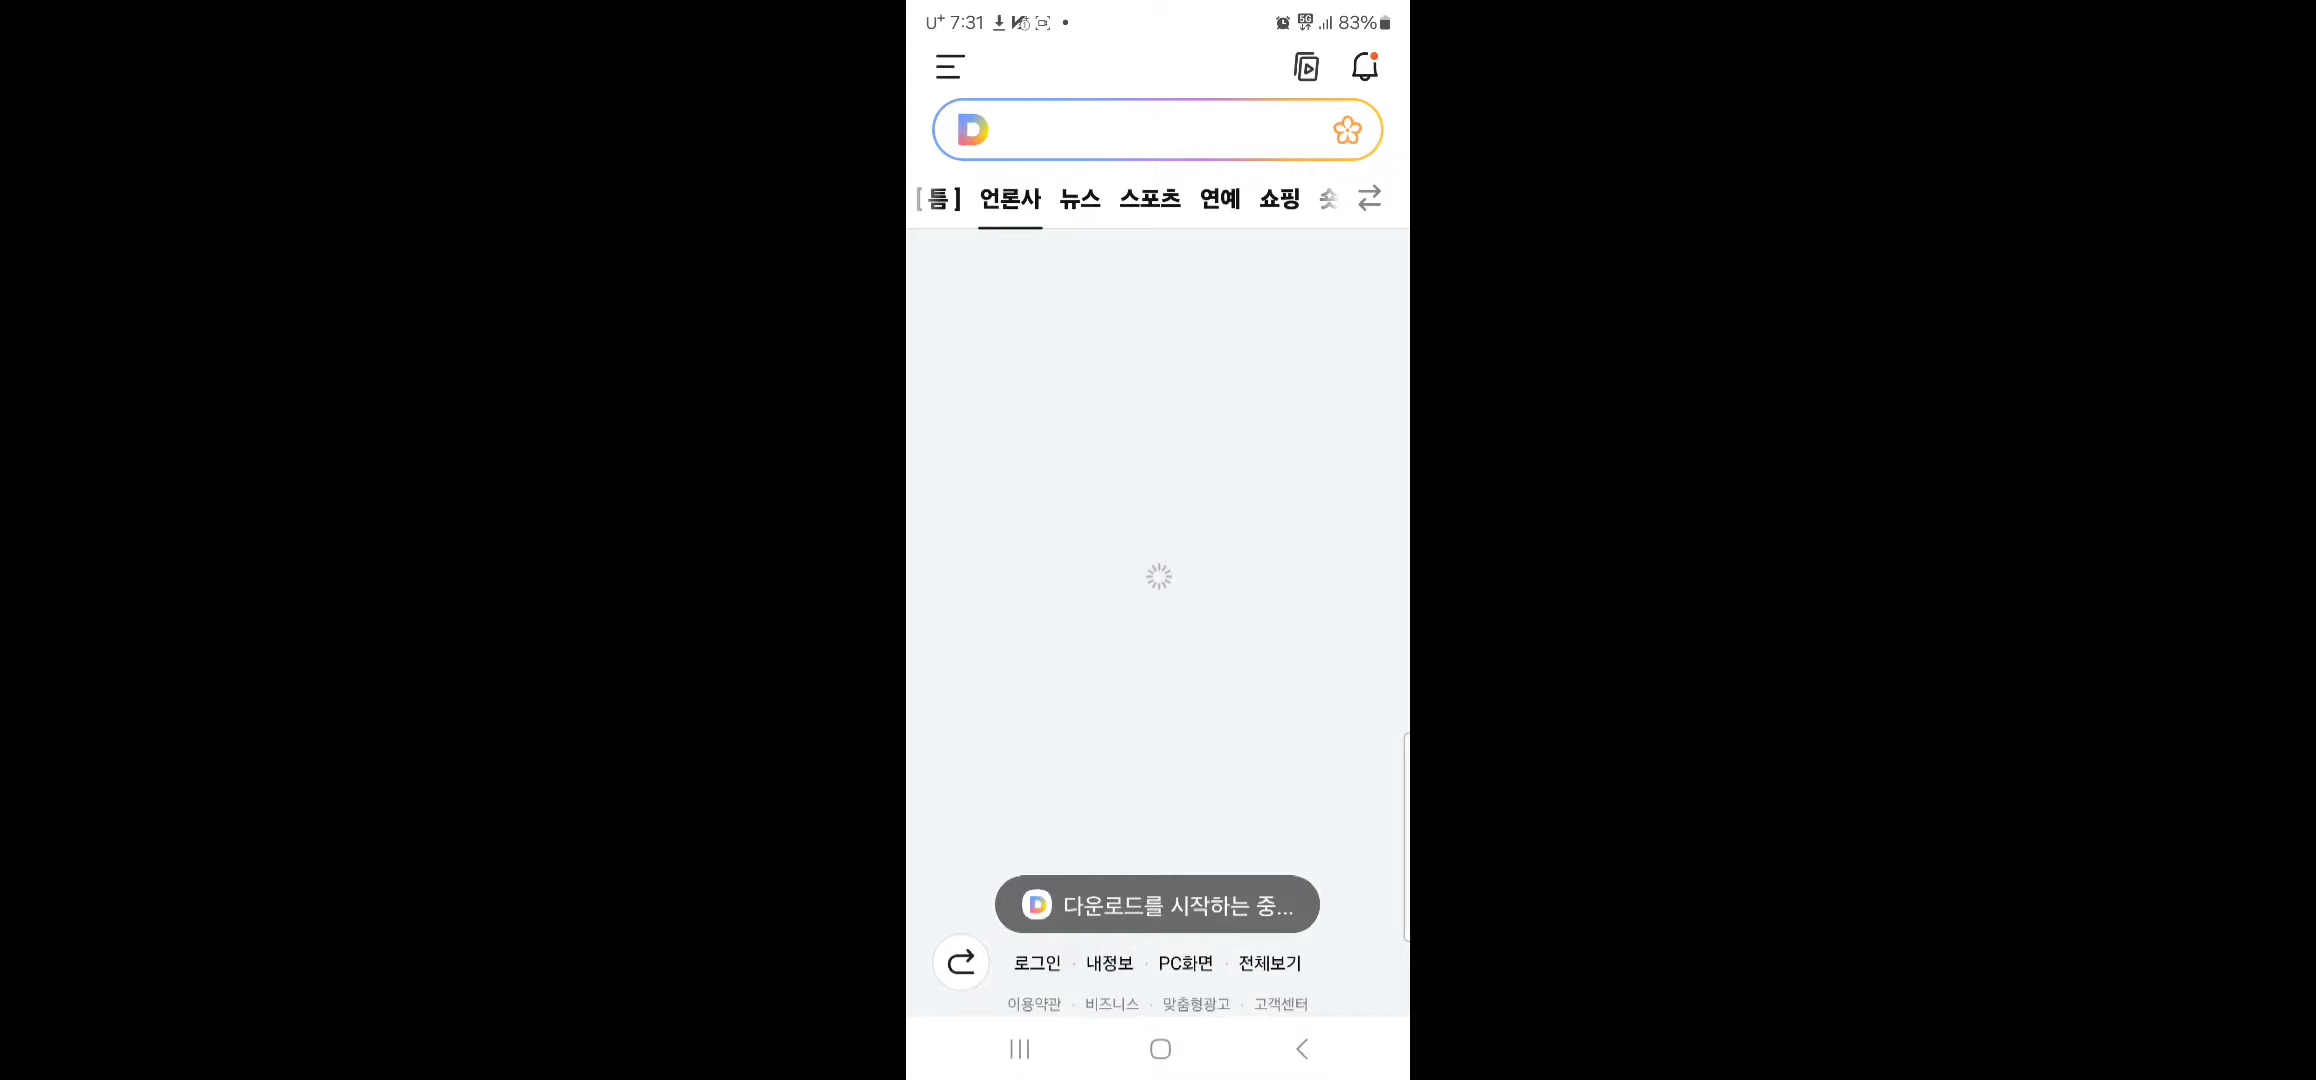 U+ 7:31 83%
[틈] 언론사 뉴스 스포츠 연예 쇼핑
다운로드를 시작하는 중...
로그인 · 내정보 · PC화면 · 전체보기
이용약관 · 비즈니스 · 맞춤형광고 · 고객센터